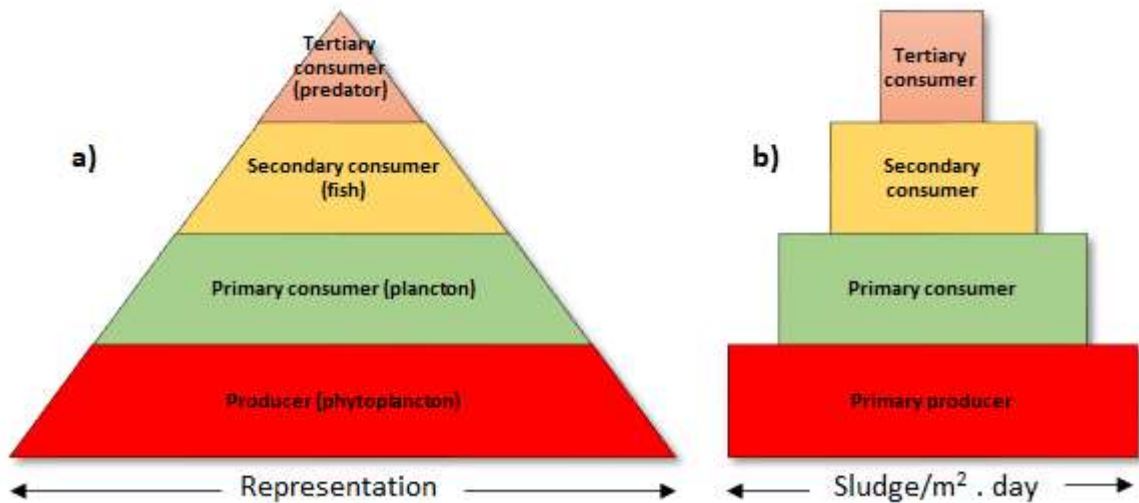 a)
Tertiary
consumer
(predator)
Secondary consumer
(fish)
Primary consumer (plancton)
Producer (phytoplancton)
Representation
b)
Tertiary
consumer
Secondary
consumer
Primary consumer
Primary producer
Sludge/m² . day